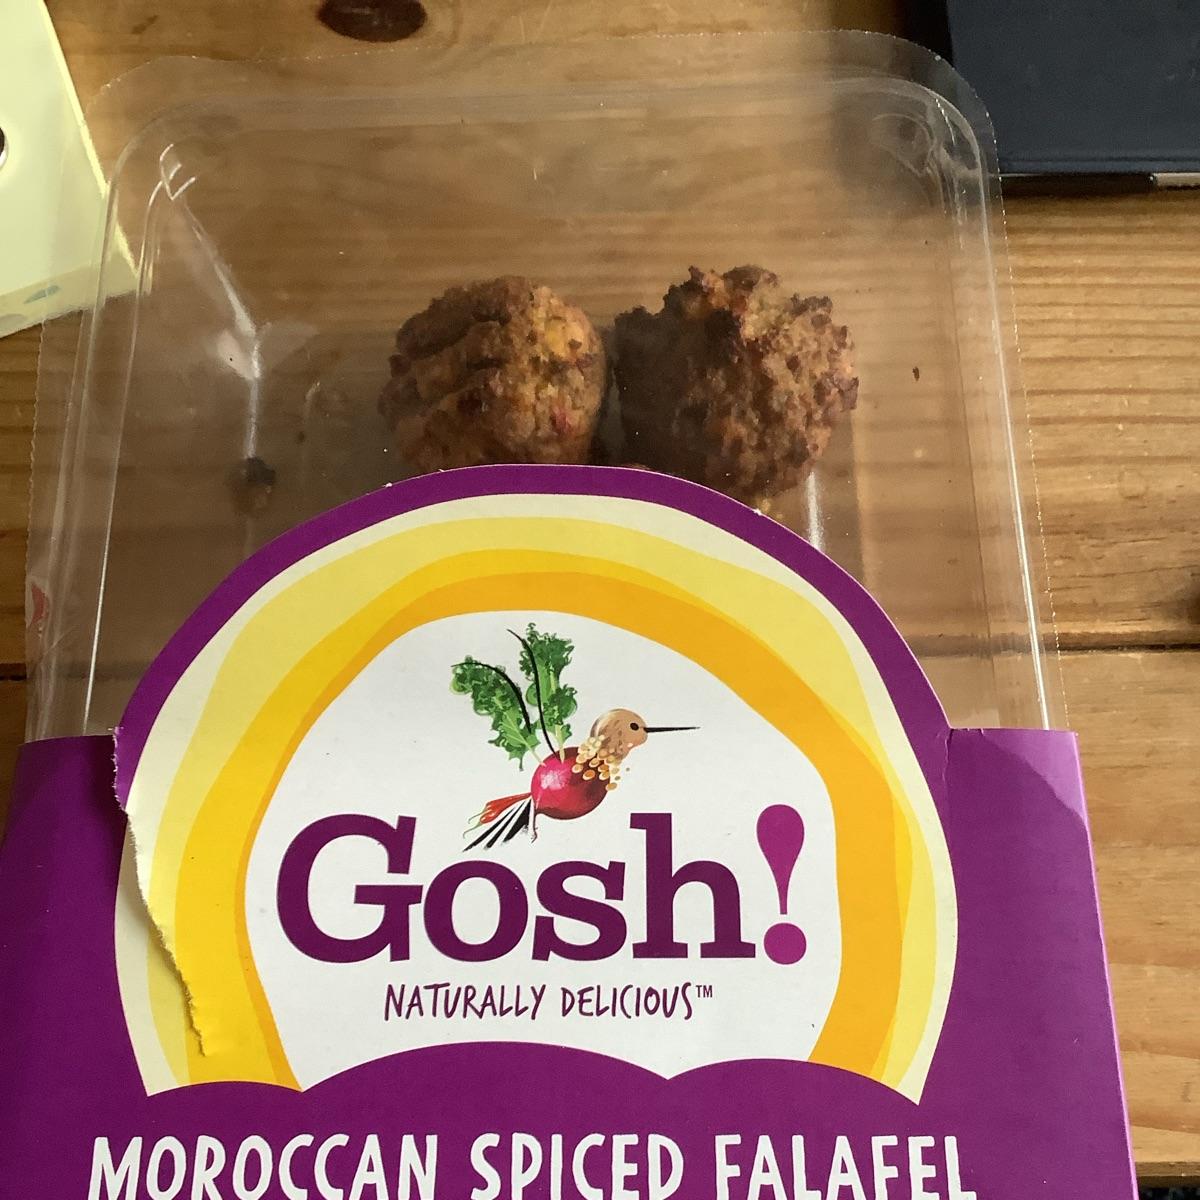 Gosh!
NATURALLY DELICIOUS™
MOROCCAN SPICED FALAFEL